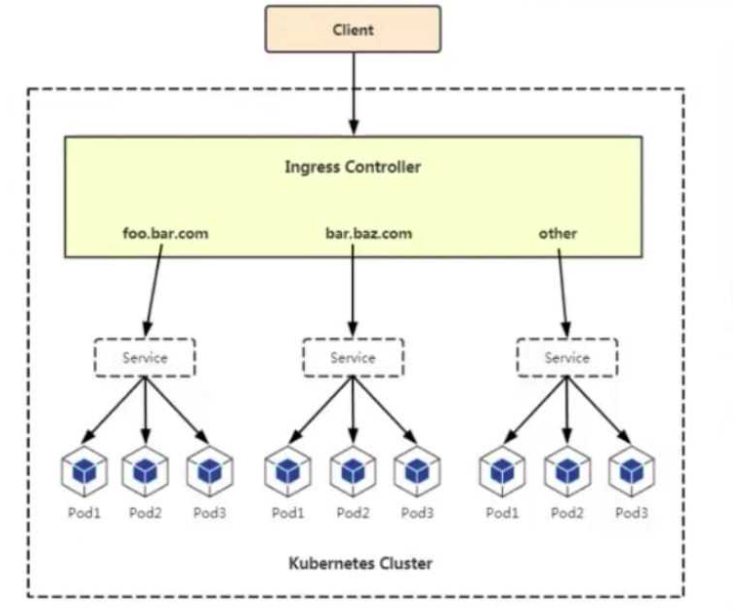 Client
Ingress Controller
foo.bar.com bar.baz.com other
Service Service Service
Pod1 Pod2 Pod3 Pod1 Pod2 Pod3 Pod1 Pod2 Pod3
Kubernetes Cluster